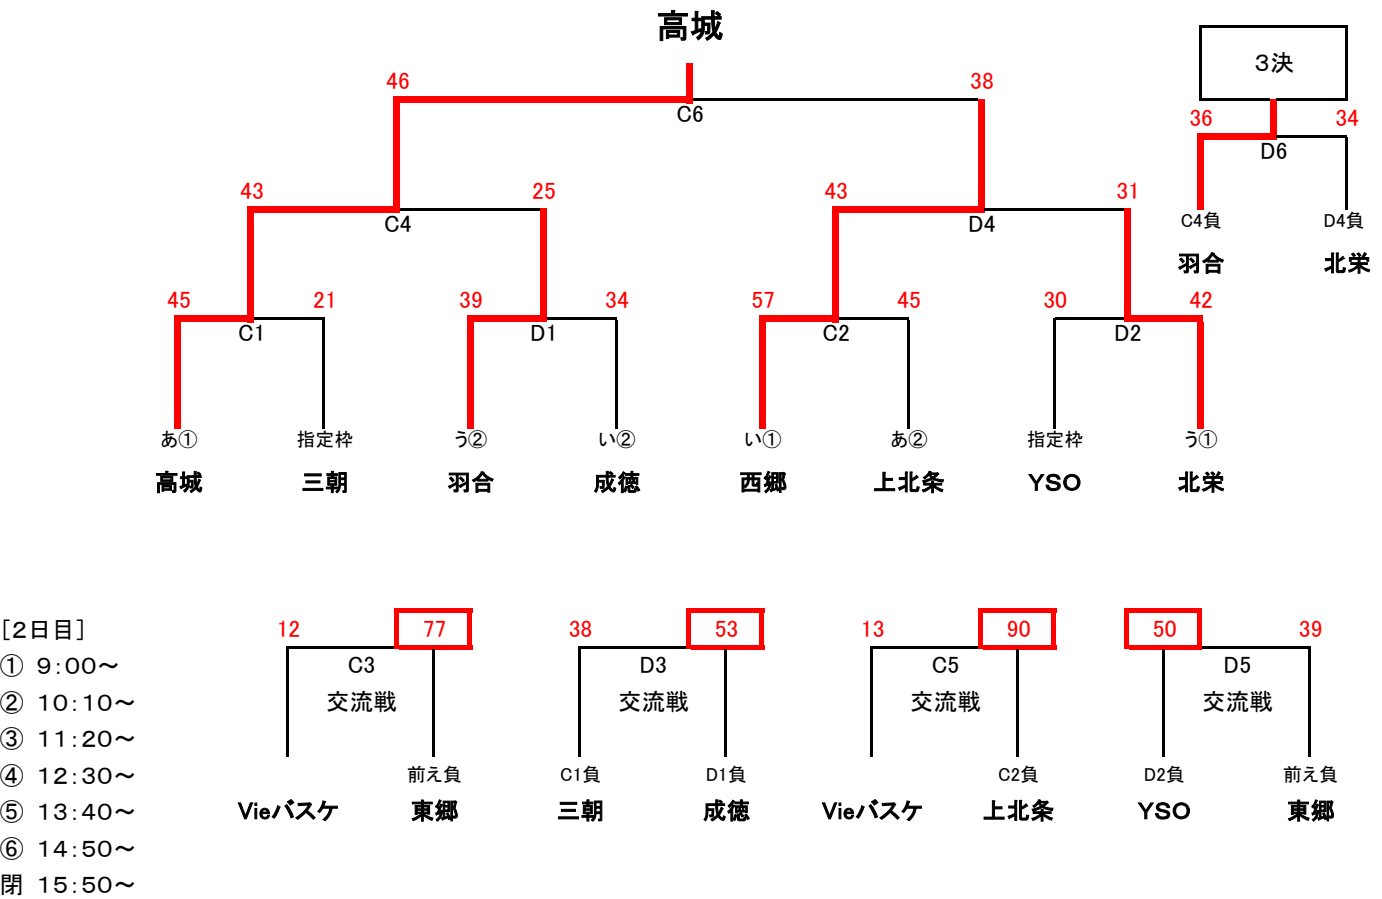 高城
３決
46 38
C6
36 34
D6
43 25 43 31
C4 D4
C4負 D4負
羽合 北栄
45 21 39 34 57 45 30 42
C1 D1 C2 D2
あ① 指定枠 う② い② い① あ② 指定枠 う①
高城 三朝 羽合 成徳 西郷 上北条 YSO 北栄
[2日目] 12 77 38 53 13 90 50 39
① 9:00～ C3 D3 C5 D5
② 10:10～ 交流戦 交流戦 交流戦 交流戦
③ 11:20～
④ 12:30～ 前え負 C1負 D1負 C2負 D2負 前え負
⑤ 13:40～ Vieバスケ 東郷 三朝 成徳 Vieバスケ 上北条 YSO 東郷
⑥ 14:50～
閉 15:50～